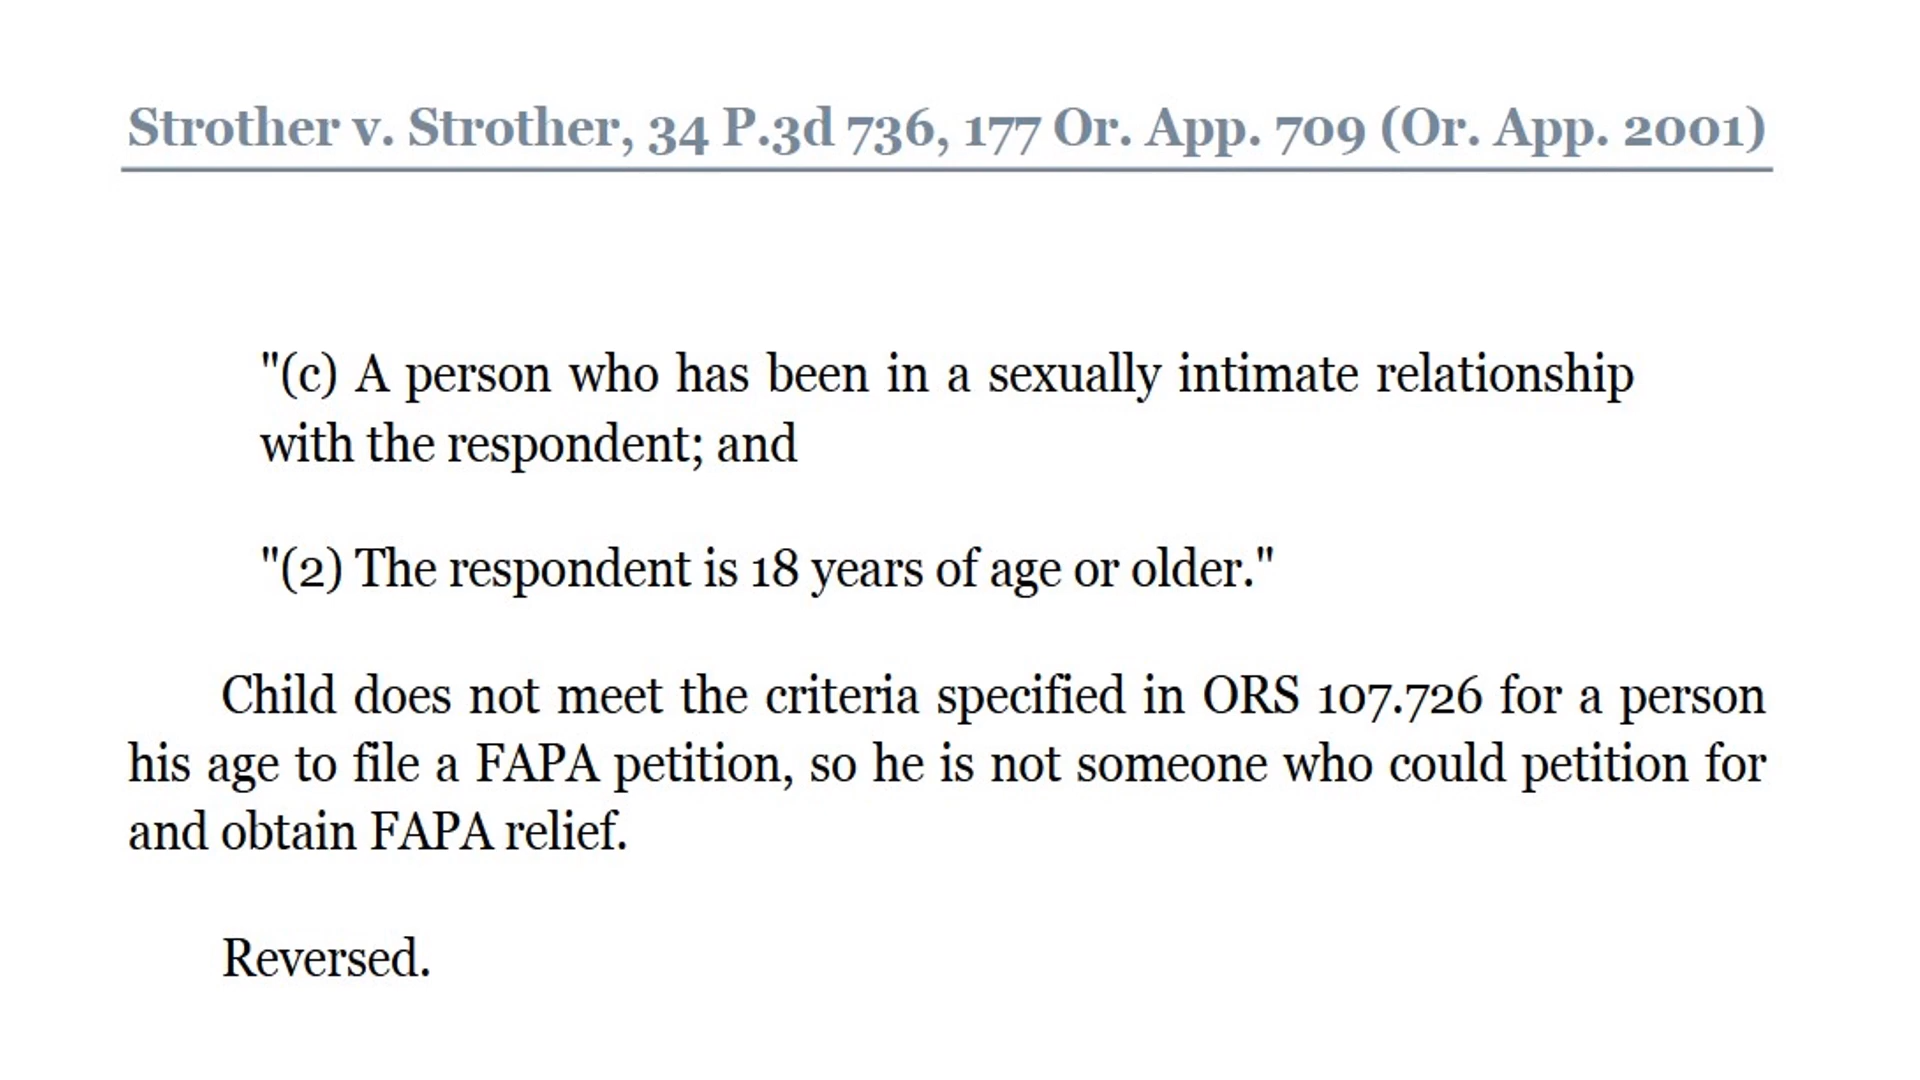 Strother v. Strother, 34 P.3d 736, 177 Or. App. 709 (Or. App. 2001)
"(c) A person who has been in a sexually intimate relationship
with the respondent; and
"(2) The respondent is 18 years of age or older."
Child does not meet the criteria specified in ORS 107.726 for a person
his age to file a FAPA petition, so he is not someone who could petition for
and obtain FAPA relief.
Reversed.